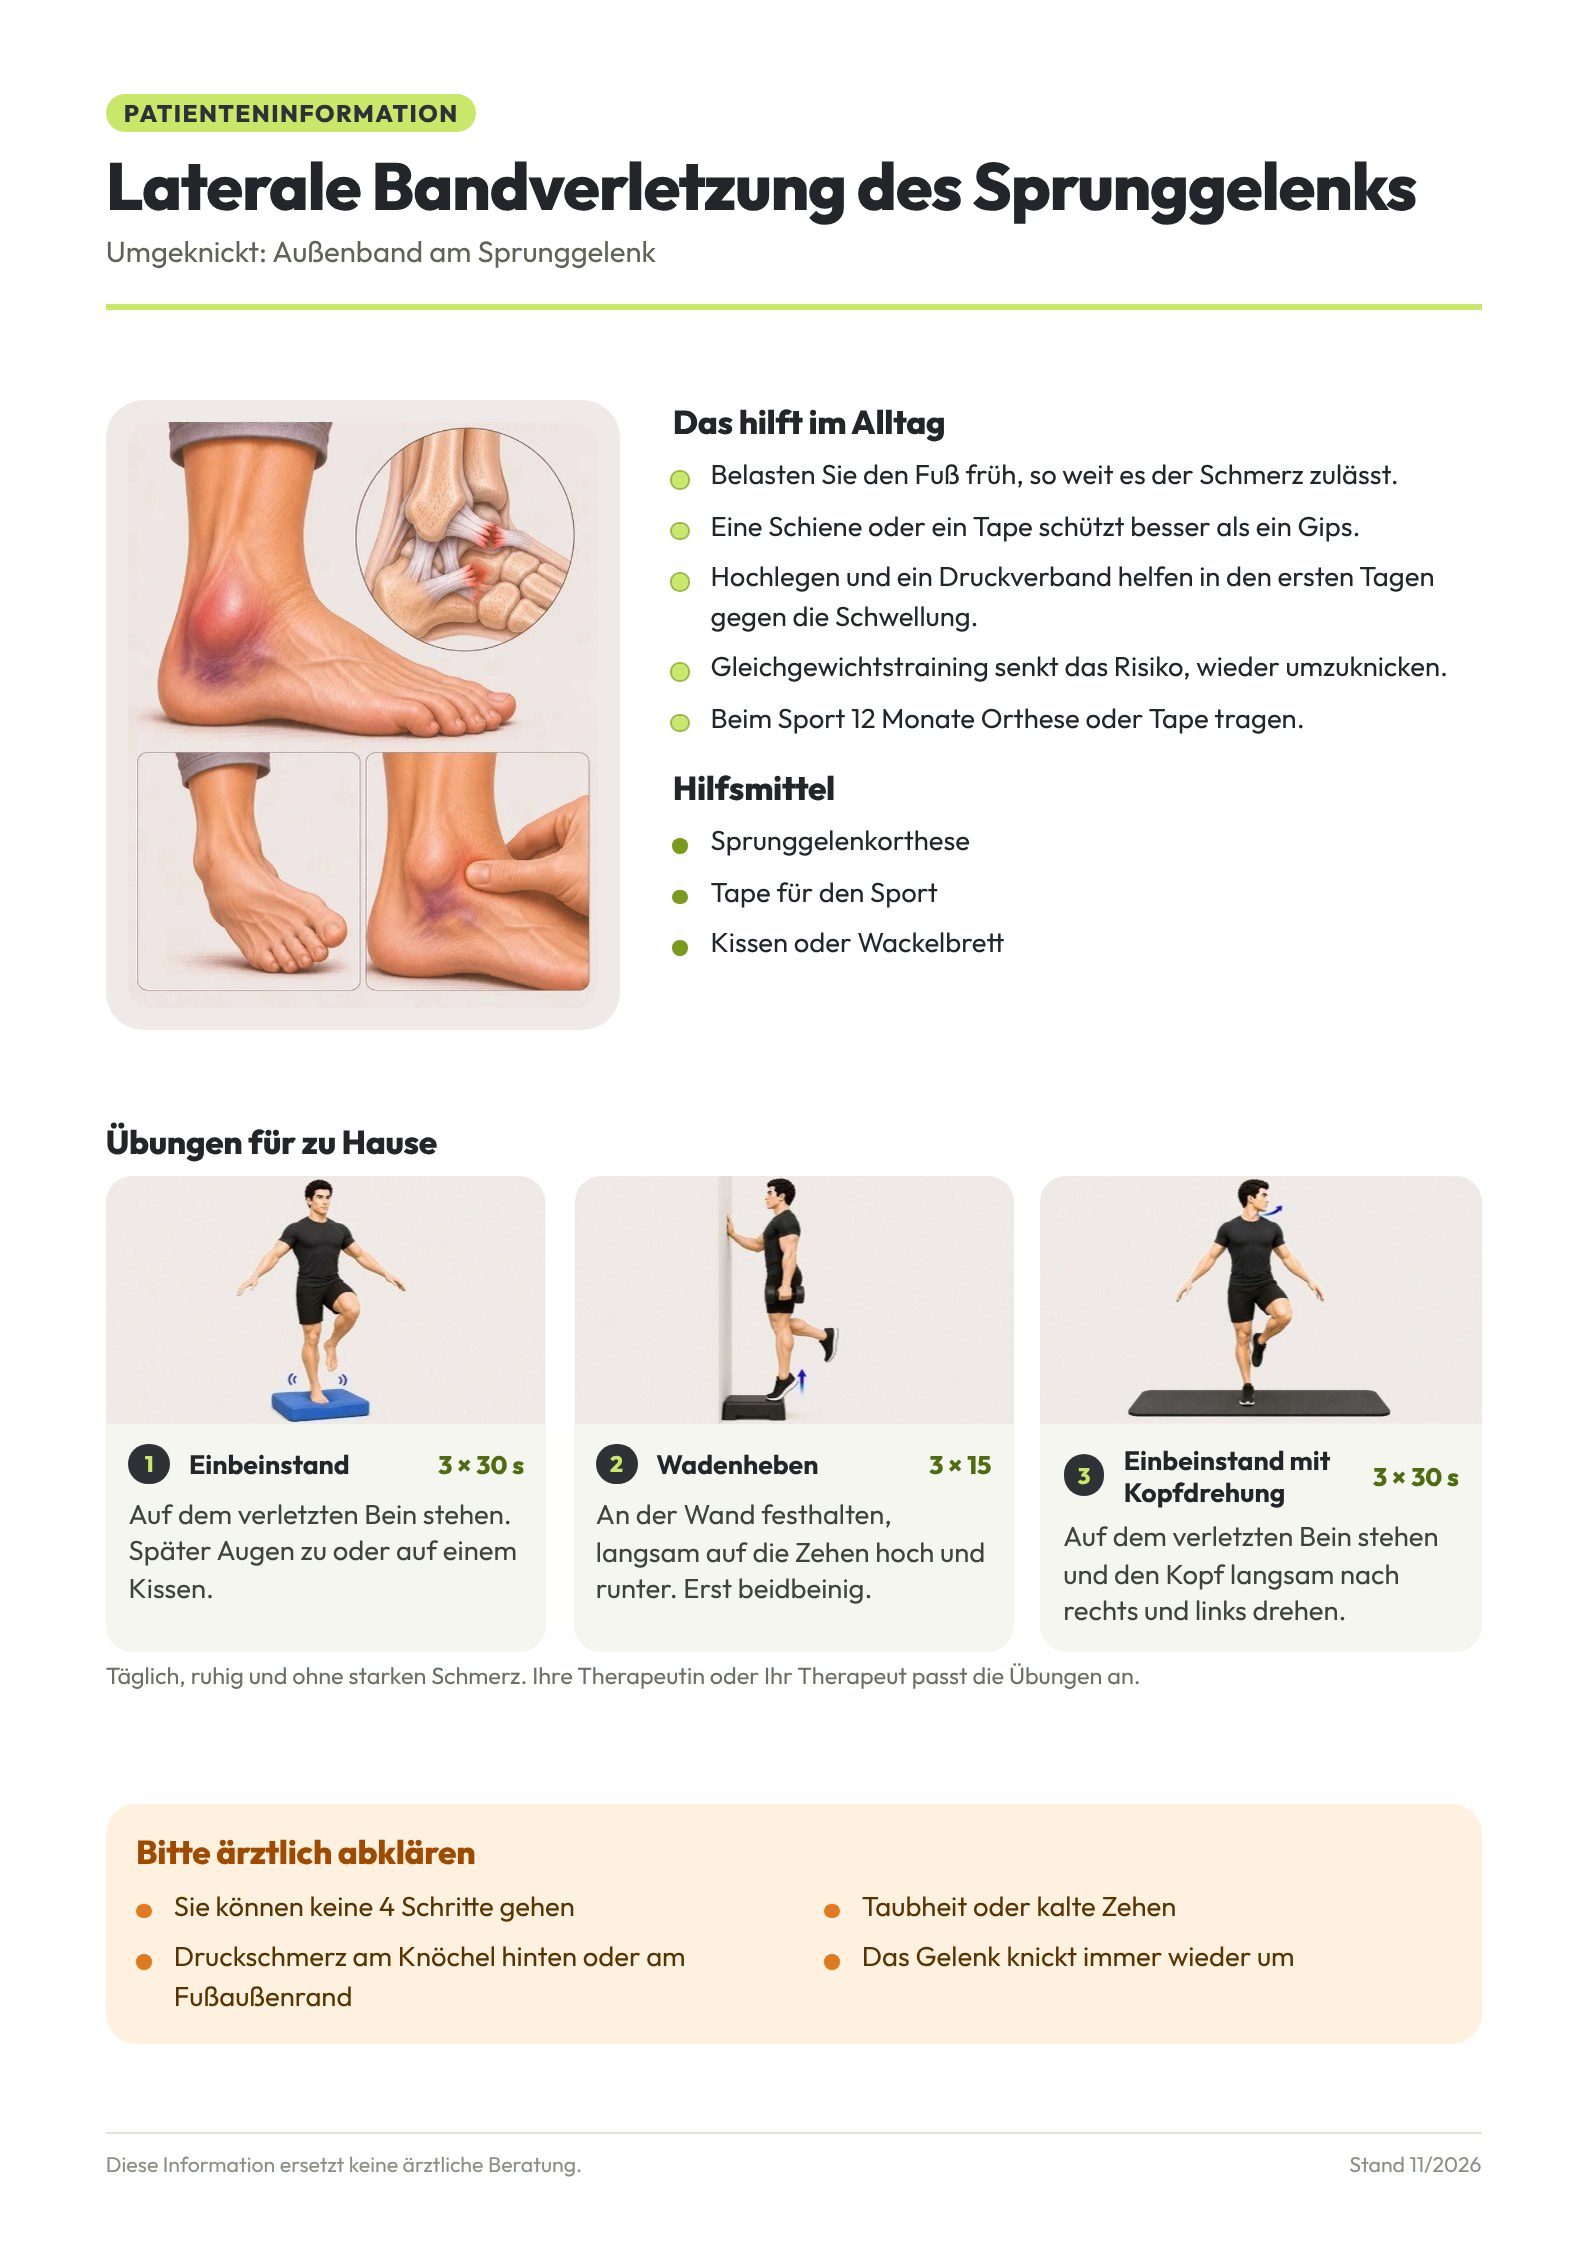 PATIENTENINFORMATION
Laterale Bandverletzung des Sprunggelenks
Umgeknickt: Außenband am Sprunggelenk
Das hilft im Alltag
Belasten Sie den Fuß früh, so weit es der Schmerz zulässt.
Eine Schiene oder ein Tape schützt besser als ein Gips.
Hochlegen und ein Druckverband helfen in den ersten Tagen
gegen die Schwellung.
Gleichgewichtstraining senkt das Risiko, wieder umzuknicken.
Beim Sport 12 Monate Orthese oder Tape tragen.
Hilfsmittel
Sprunggelenkorthese
Tape für den Sport
Kissen oder Wackelbrett
Übungen für zu Hause
1 Einbeinstand 3 × 30 s
Auf dem verletzten Bein stehen.
Später Augen zu oder auf einem
Kissen.
2 Wadenheben 3 × 15
An der Wand festhalten,
langsam auf die Zehen hoch und
runter. Erst beidbeinig.
3 Einbeinstand mit
Kopfdrehung 3 × 30 s
Auf dem verletzten Bein stehen
und den Kopf langsam nach
rechts und links drehen.
Täglich, ruhig und ohne starken Schmerz. Ihre Therapeutin oder Ihr Therapeut passt die Übungen an.
Bitte ärztlich abklären
Sie können keine 4 Schritte gehen
Druckschmerz am Knöchel hinten oder am
Fußaußenrand
Taubheit oder kalte Zehen
Das Gelenk knickt immer wieder um
Diese Information ersetzt keine ärztliche Beratung.
Stand 11/2026